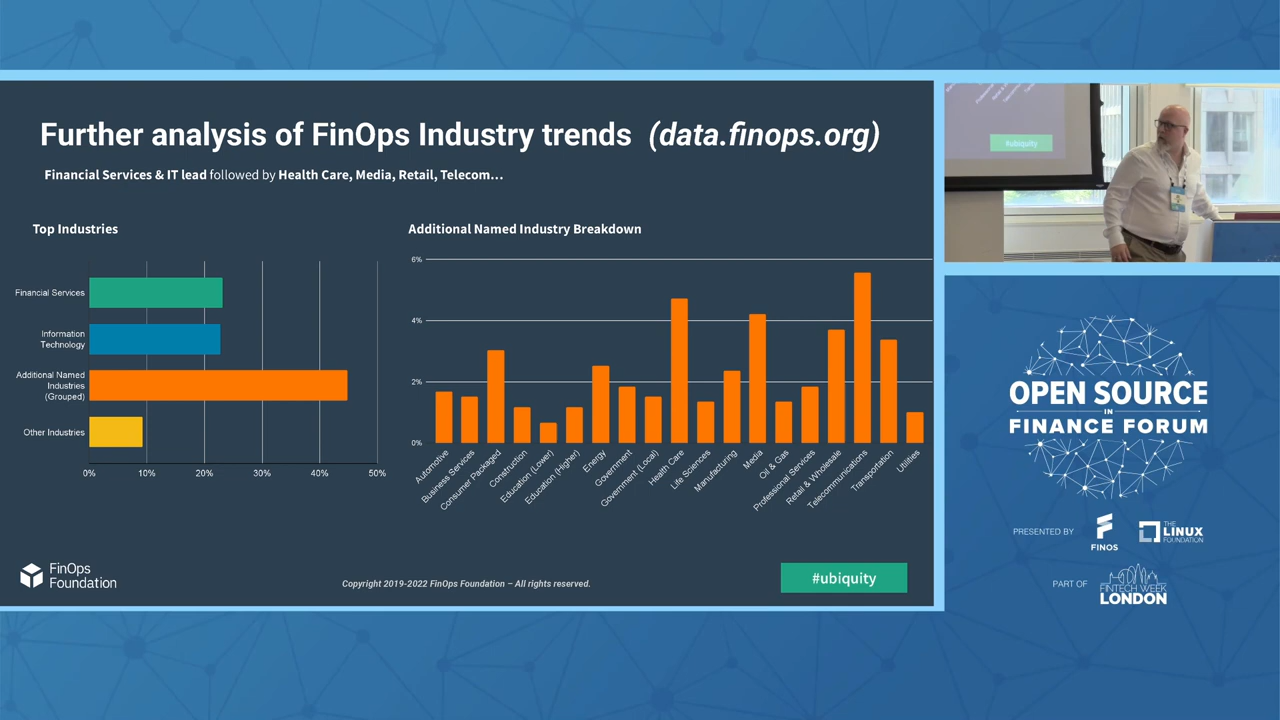 Further analysis of FinOps Industry trends (data.finops.org)
Financial Services & IT lead followed by Health Care, Media, Retail, Telecom...
Top Industries
Financial Services
Information
Technology
Additional Named
Industries
(Grouped)
Other Industries
0% 10% 20% 30% 40% 50%
Additional Named Industry Breakdown
6%
4%
2%
0%
Automotive
Business Services
Consumer Packaged
Construction
Education (Lower)
Education (Higher)
Energy
Government
Government (Local)
Health Care
Life Sciences
Manufacturing
Media
Oil & Gas
Professional Services
Retail & Wholesale
Telecommunications
Transportation
Utilities
FinOps
Foundation
Copyright 2019-2022 FinOps Foundation – All rights reserved.
#ubiquity
#ubiquity
OPEN SOURCE
IN
FINANCE FORUM
PRESENTED BY
FINOS
THE
LINUX
FOUNDATION
PART OF
FINTECH WEEK
LONDON